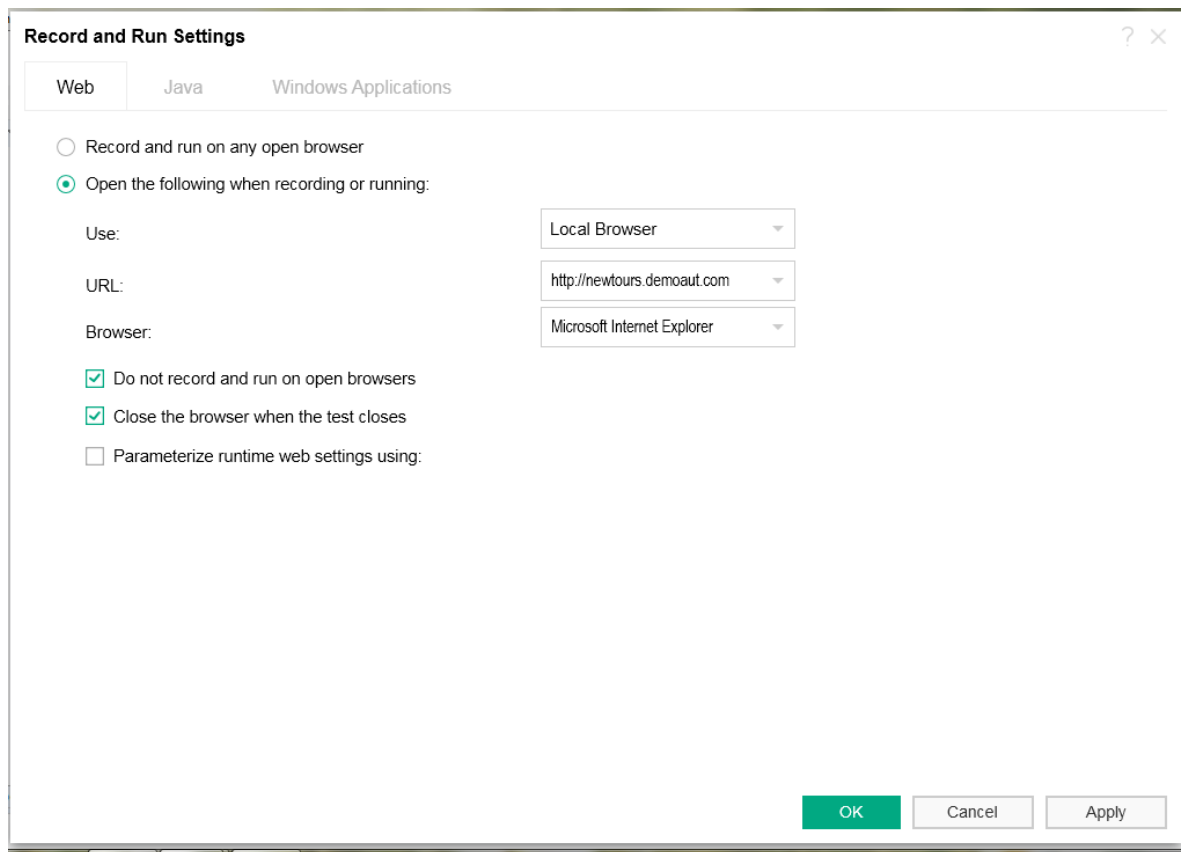 Record and Run Settings
?
Web Java Windows Applications
Record and run on any open browser
Open the following when recording or running:
Use: Local Browser
URL: http://newtours.demoaut.com
Browser: Microsoft Internet Explorer
Do not record and run on open browsers
Close the browser when the test closes
Parameterize runtime web settings using:
OK Cancel Apply